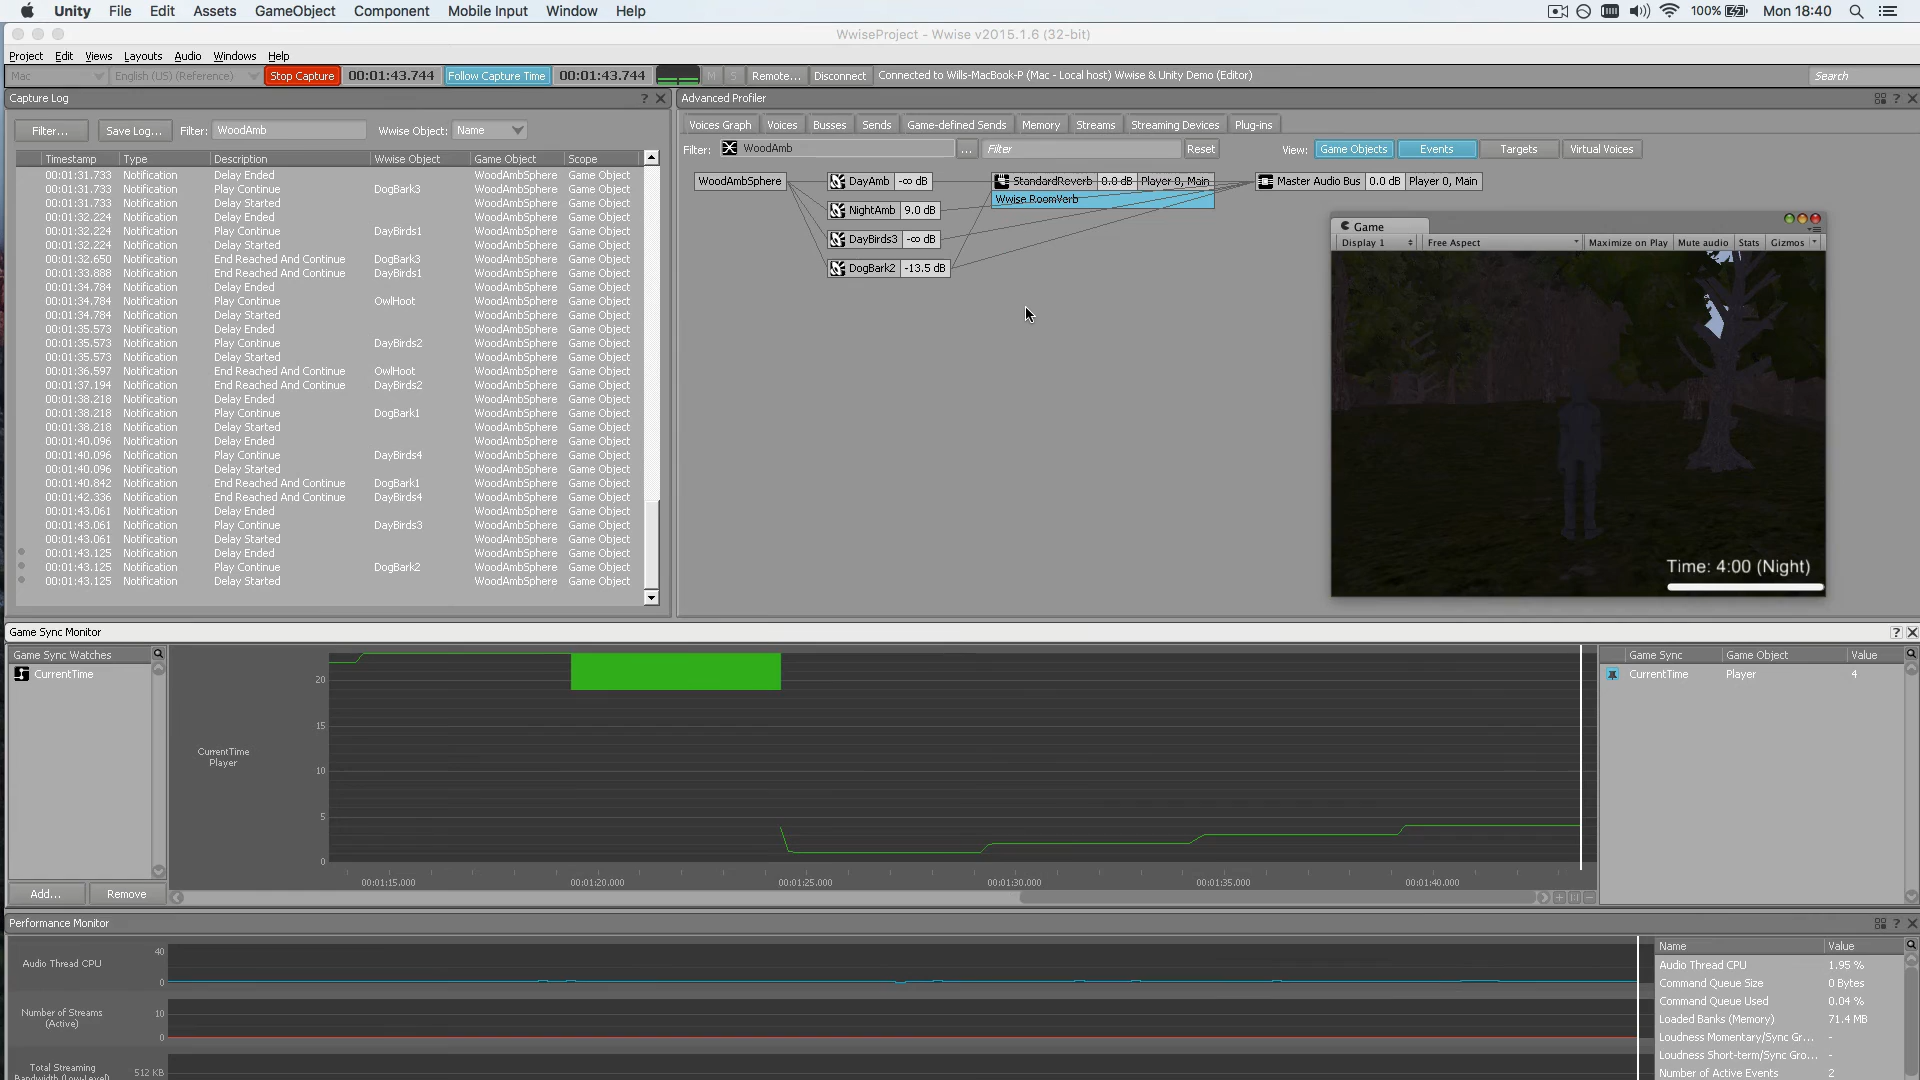 Unity File Edit Assets GameObject Component Mobile Input Window Help 100% Mon 18:40
WwiseProject - Wwise v2015.1.6 (32-bit)
Project Edit Views Layouts Audio Windows Help
Mac English (US) (Reference) Stop Capture 00:01:43.744 Follow Capture Time 00:01:43.744 M S Remote... Disconnect Connected to Wills-MacBook-P (Mac - Local host) Wwise & Unity Demo (Editor) Search
Capture Log ?
Filter... Save Log... Filter: WoodAmb Wwise Object: Name
Timestamp Type Description Wwise Object Game Object Scope
00:01:31.733 Notification Delay Ended WoodAmbSphere Game Object
00:01:31.733 Notification Play Continue DogBark3 WoodAmbSphere Game Object
00:01:31.733 Notification Delay Started WoodAmbSphere Game Object
00:01:32.224 Notification Delay Ended WoodAmbSphere Game Object
00:01:32.224 Notification Play Continue DayBirds1 WoodAmbSphere Game Object
00:01:32.224 Notification Delay Started WoodAmbSphere Game Object
00:01:32.650 Notification End Reached And Continue DogBark3 WoodAmbSphere Game Object
00:01:33.888 Notification End Reached And Continue DayBirds1 WoodAmbSphere Game Object
00:01:34.784 Notification Delay Ended WoodAmbSphere Game Object
00:01:34.784 Notification Play Continue OwlHoot WoodAmbSphere Game Object
00:01:34.784 Notification Delay Started WoodAmbSphere Game Object
00:01:35.573 Notification Delay Ended WoodAmbSphere Game Object
00:01:35.573 Notification Play Continue DayBirds2 WoodAmbSphere Game Object
00:01:35.573 Notification Delay Started WoodAmbSphere Game Object
00:01:36.597 Notification End Reached And Continue OwlHoot WoodAmbSphere Game Object
00:01:37.194 Notification End Reached And Continue DayBirds2 WoodAmbSphere Game Object
00:01:38.218 Notification Delay Ended WoodAmbSphere Game Object
00:01:38.218 Notification Play Continue DogBark1 WoodAmbSphere Game Object
00:01:38.218 Notification Delay Started WoodAmbSphere Game Object
00:01:40.096 Notification Delay Ended WoodAmbSphere Game Object
00:01:40.096 Notification Play Continue DayBirds4 WoodAmbSphere Game Object
00:01:40.096 Notification Delay Started WoodAmbSphere Game Object
00:01:40.842 Notification End Reached And Continue DogBark1 WoodAmbSphere Game Object
00:01:42.336 Notification End Reached And Continue DayBirds4 WoodAmbSphere Game Object
00:01:43.061 Notification Delay Ended WoodAmbSphere Game Object
00:01:43.061 Notification Play Continue DayBirds3 WoodAmbSphere Game Object
00:01:43.061 Notification Delay Started WoodAmbSphere Game Object
00:01:43.125 Notification Delay Ended WoodAmbSphere Game Object
00:01:43.125 Notification Play Continue DogBark2 WoodAmbSphere Game Object
00:01:43.125 Notification Delay Started WoodAmbSphere Game Object
Advanced Profiler ?
Voices Graph Voices Busses Sends Game-defined Sends Memory Streams Streaming Devices Plug-ins
Filter: WoodAmb ... Filter Reset View: Game Objects Events Targets Virtual Voices
WoodAmbSphere DayAmb -∞ dB StandardReverb 0.0 dB Player 0, Main Master Audio Bus 0.0 dB Player 0, Main
Wwise RoomVerb
NightAmb 9.0 dB
DayBirds3 -∞ dB
DogBark2 -13.5 dB
Game
Display 1 Free Aspect Maximize on Play Mute audio Stats Gizmos
Time: 4:00 (Night)
Game Sync Monitor ?
Game Sync Watches
CurrentTime
CurrentTime
Player
20
15
10
5
0
00:01:15.000 00:01:20.000 00:01:25.000 00:01:30.000 00:01:35.000 00:01:40.000
Add... Remove
Game Sync Game Object Value
CurrentTime Player 4
Performance Monitor ?
Audio Thread CPU 40
0
Number of Streams
(Active)
10
0
Total Streaming
Bandwidth (Low-Level)
512 KB
Name Value
Audio Thread CPU 1.95 %
Command Queue Size 0 Bytes
Command Queue Used 0.04 %
Loaded Banks (Memory) 71.4 MB
Loudness Momentary/Sync Gr... -
Loudness Short-term/Sync Gro... -
Number of Active Events 2